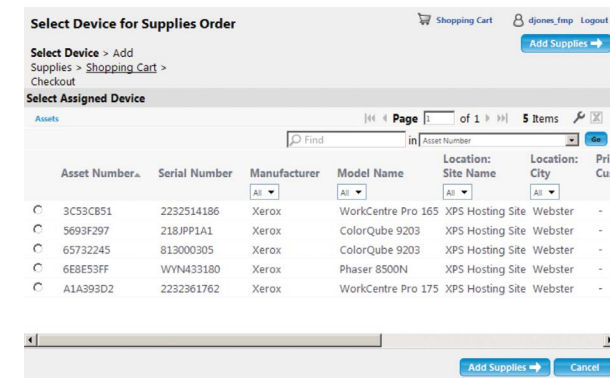 Select Device for Supplies Order
Shopping Cart djones_fmp Logout
Add Supplies
Select Device > Add
Supplies > Shopping Cart >
Checkout
Select Assigned Device
Assets
Page 1 of 1 5 Items
Find in Asset Number Go
Asset Number Serial Number Manufacturer Model Name Location: Site Name Location: City Pri Cu
All All All All
3C53CB51 2232514186 Xerox WorkCentre Pro 165 XPS Hosting Site Webster -
5693F297 218JPP1A1 Xerox ColorQube 9203 XPS Hosting Site Webster -
65732245 813000305 Xerox ColorQube 9203 XPS Hosting Site Webster -
6E8E53FF WYN433180 Xerox Phaser 8500N XPS Hosting Site Webster -
A1A393D2 2232361762 Xerox WorkCentre Pro 175 XPS Hosting Site Webster -
Add Supplies Cancel